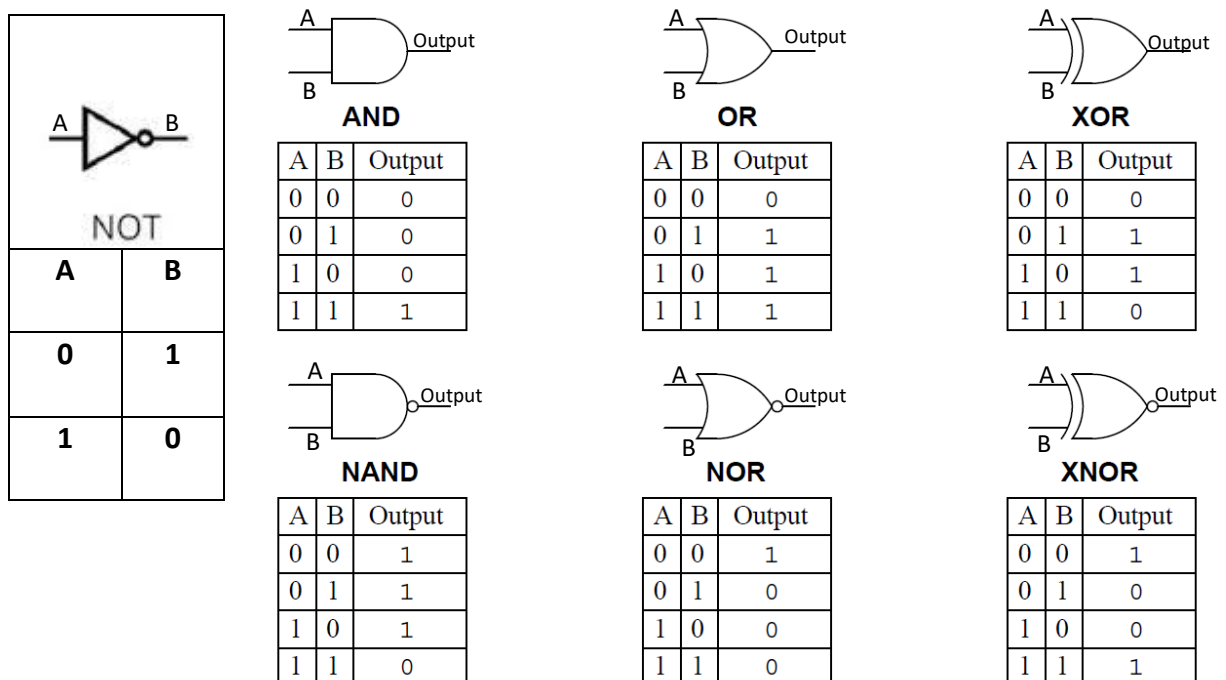 A B
NOT
A B
0 1
1 0
A
Output
B
AND
A B Output
0 0 0
0 1 0
1 0 0
1 1 1
A
Output
B
OR
A B Output
0 0 0
0 1 1
1 0 1
1 1 1
A
Output
B
XOR
A B Output
0 0 0
0 1 1
1 0 1
1 1 0
A
Output
B
NAND
A B Output
0 0 1
0 1 1
1 0 1
1 1 0
A
Output
B
NOR
A B Output
0 0 1
0 1 0
1 0 0
1 1 0
A
Output
B
XNOR
A B Output
0 0 1
0 1 0
1 0 0
1 1 1